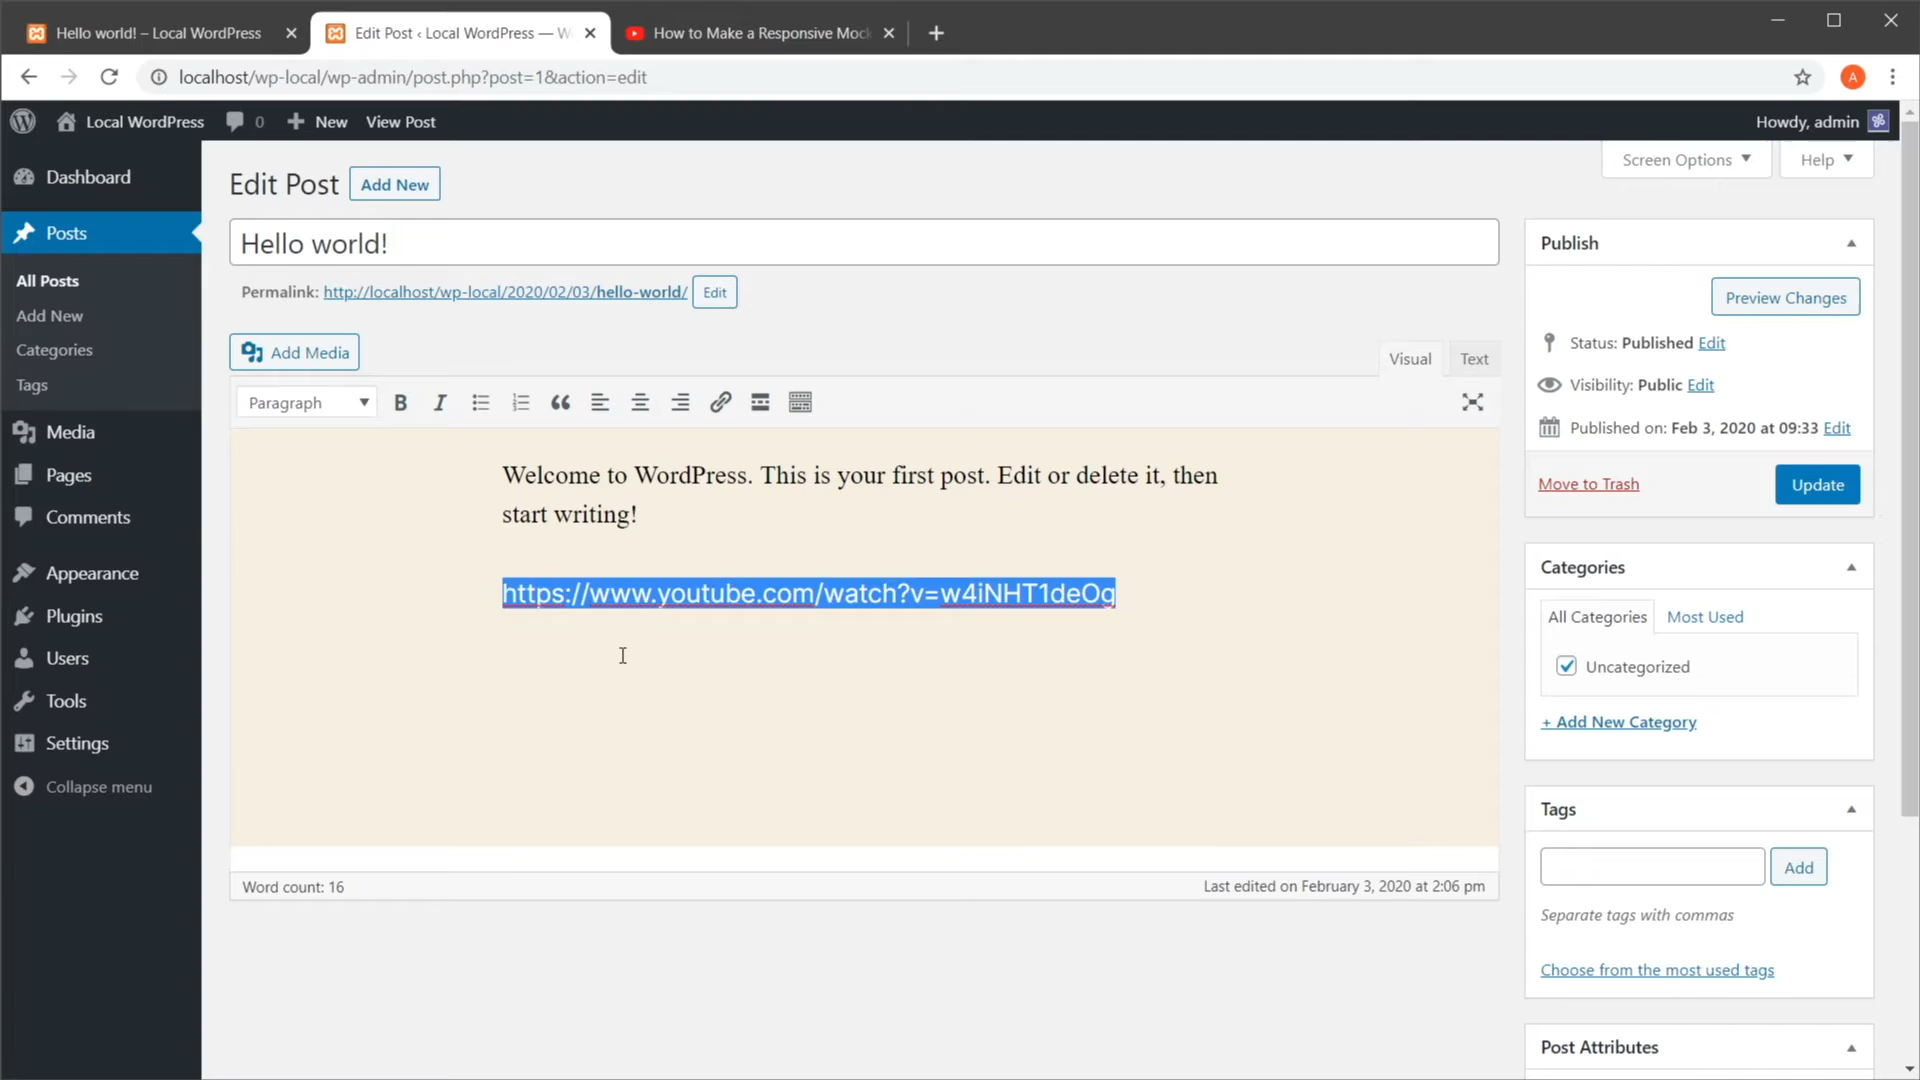 Hello world! – Local WordPress
Edit Post ‹ Local WordPress — W
How to Make a Responsive Mock
localhost/wp-local/wp-admin/post.php?post=1&action=edit
A
Local WordPress
0
New
View Post
Howdy, admin
Dashboard
Posts
All Posts
Add New
Categories
Tags
Media
Pages
Comments
Appearance
Plugins
Users
Tools
Settings
Collapse menu
Screen Options
Help
Edit Post
Add New
Hello world!
Permalink: http://localhost/wp-local/2020/02/03/hello-world/ Edit
Add Media
Visual
Text
Paragraph
Welcome to WordPress. This is your first post. Edit or delete it, then
start writing!
https://www.youtube.com/watch?v=w4iNHT1deOg
Word count: 16
Last edited on February 3, 2020 at 2:06 pm
Publish
Preview Changes
Status: Published Edit
Visibility: Public Edit
Published on: Feb 3, 2020 at 09:33 Edit
Move to Trash
Update
Categories
All Categories
Most Used
Uncategorized
+ Add New Category
Tags
Add
Separate tags with commas
Choose from the most used tags
Post Attributes